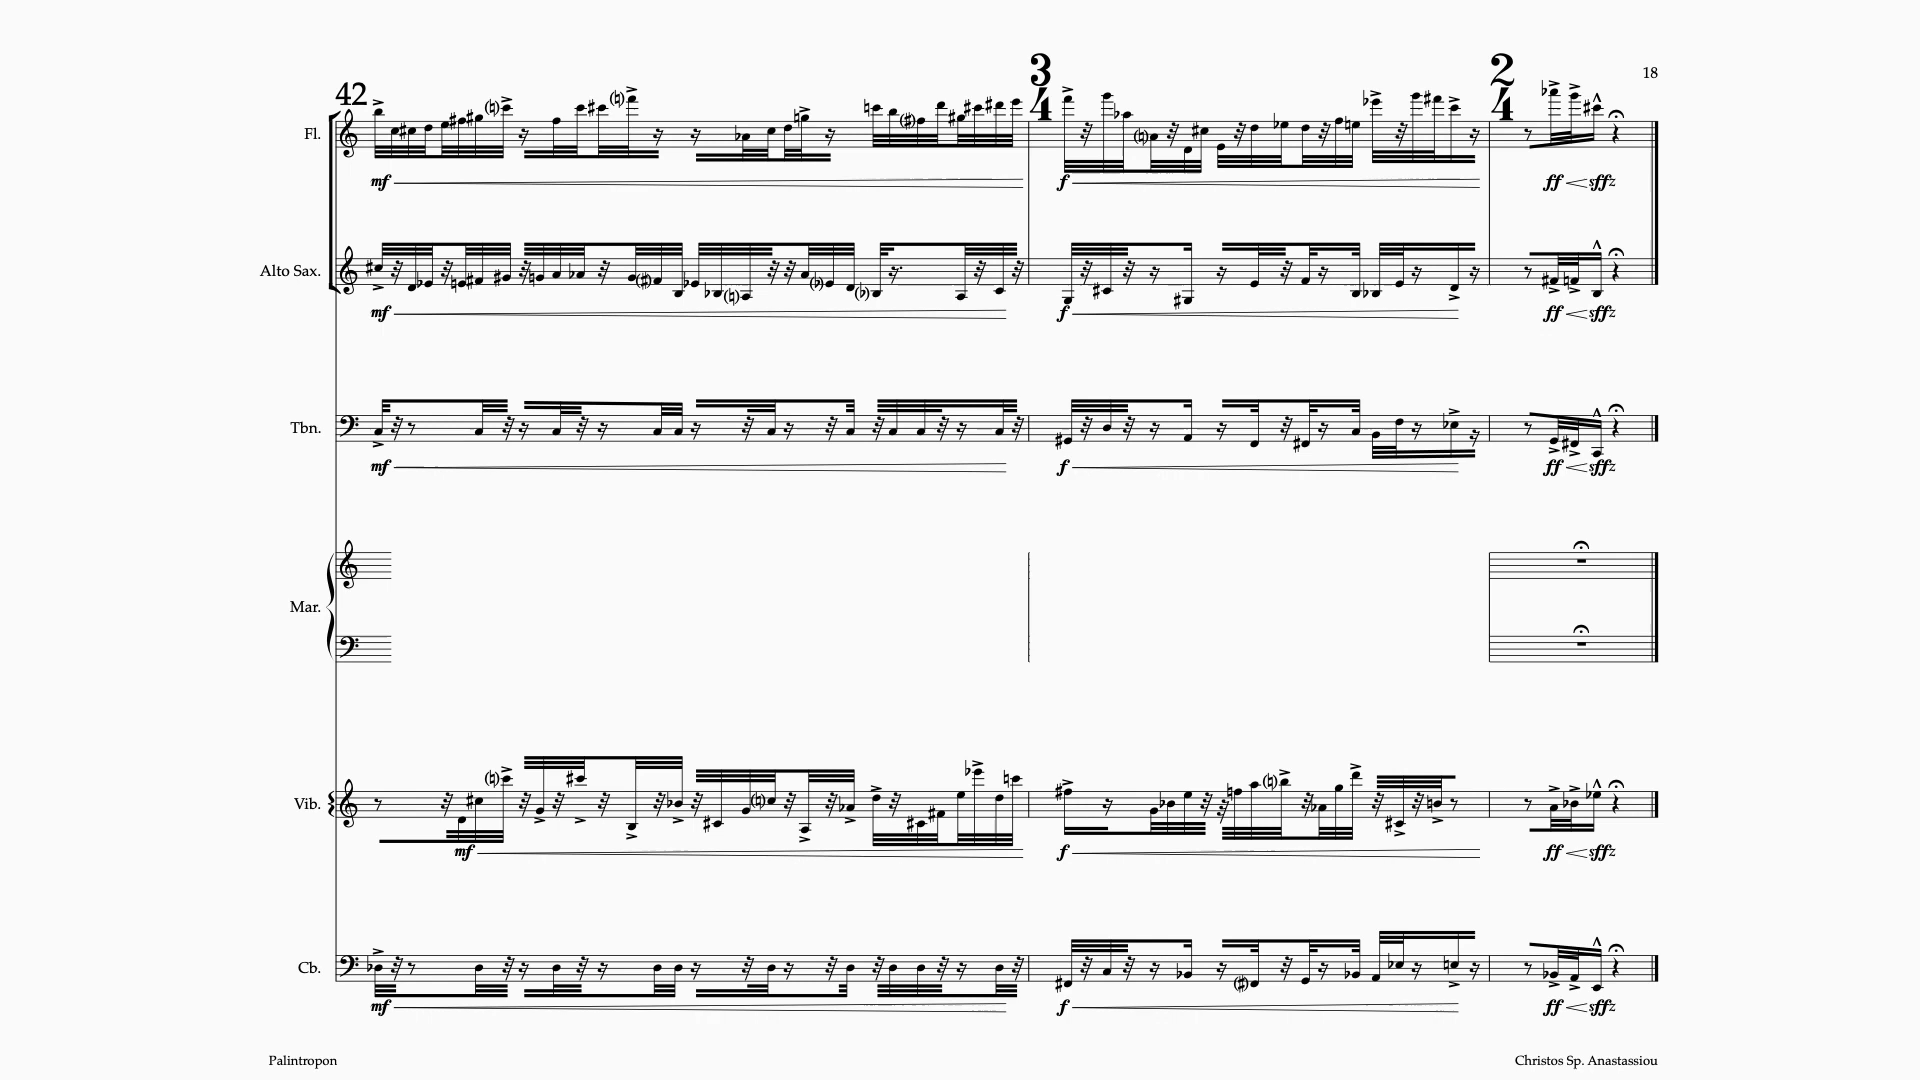 18
42
3
4
2
4
Fl.
mf
f
ff sffz
Alto Sax.
mf
f
ff sffz
Tbn.
mf
f
ff sffz
Mar.
Vib.
mf
f
ff sffz
Cb.
mf
f
ff sffz
Palintropon
Christos Sp. Anastassiou